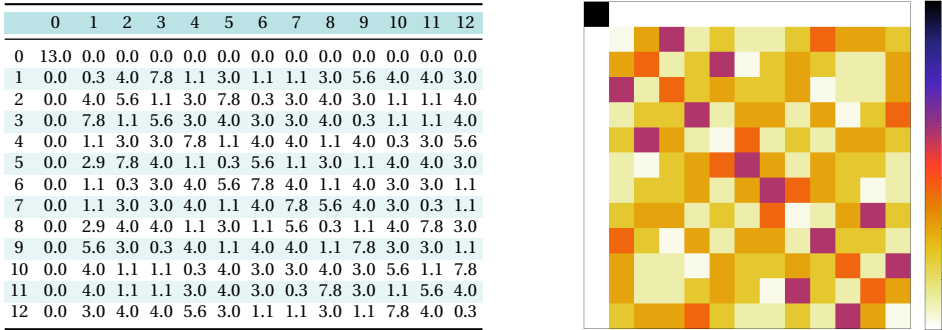 0 1 2 3 4 5 6 7 8 9 10 11 12
0 13.0 0.0 0.0 0.0 0.0 0.0 0.0 0.0 0.0 0.0 0.0 0.0 0.0
1 0.0 0.3 4.0 7.8 1.1 3.0 1.1 1.1 3.0 5.6 4.0 4.0 3.0
2 0.0 4.0 5.6 1.1 3.0 7.8 0.3 3.0 4.0 3.0 1.1 1.1 4.0
3 0.0 7.8 1.1 5.6 3.0 4.0 3.0 3.0 4.0 0.3 1.1 1.1 4.0
4 0.0 1.1 3.0 3.0 7.8 1.1 4.0 4.0 1.1 4.0 0.3 3.0 5.6
5 0.0 2.9 7.8 4.0 1.1 0.3 5.6 1.1 3.0 1.1 4.0 4.0 3.0
6 0.0 1.1 0.3 3.0 4.0 5.6 7.8 4.0 1.1 4.0 3.0 3.0 1.1
7 0.0 1.1 3.0 3.0 4.0 1.1 4.0 7.8 5.6 4.0 3.0 0.3 1.1
8 0.0 2.9 4.0 4.0 1.1 3.0 1.1 5.6 0.3 1.1 4.0 7.8 3.0
9 0.0 5.6 3.0 0.3 4.0 1.1 4.0 4.0 1.1 7.8 3.0 3.0 1.1
10 0.0 4.0 1.1 1.1 0.3 4.0 3.0 3.0 4.0 3.0 5.6 1.1 7.8
11 0.0 4.0 1.1 1.1 3.0 4.0 3.0 0.3 7.8 3.0 1.1 5.6 4.0
12 0.0 3.0 4.0 4.0 5.6 3.0 1.1 1.1 3.0 1.1 7.8 4.0 0.3